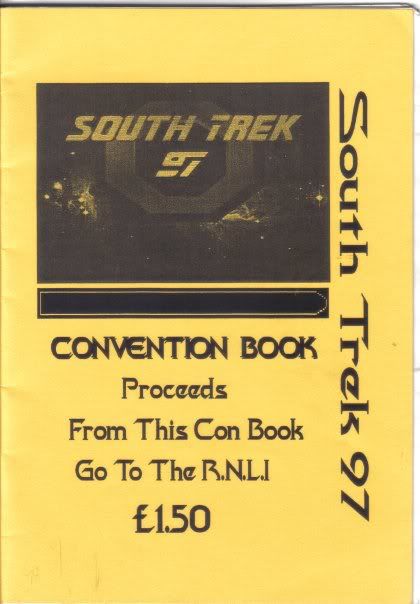 SOUTH TREK
97
CONVENTION BOOK
Proceeds
From This Con Book
Go To The R.N.L.I
£1.50
South Trek 97